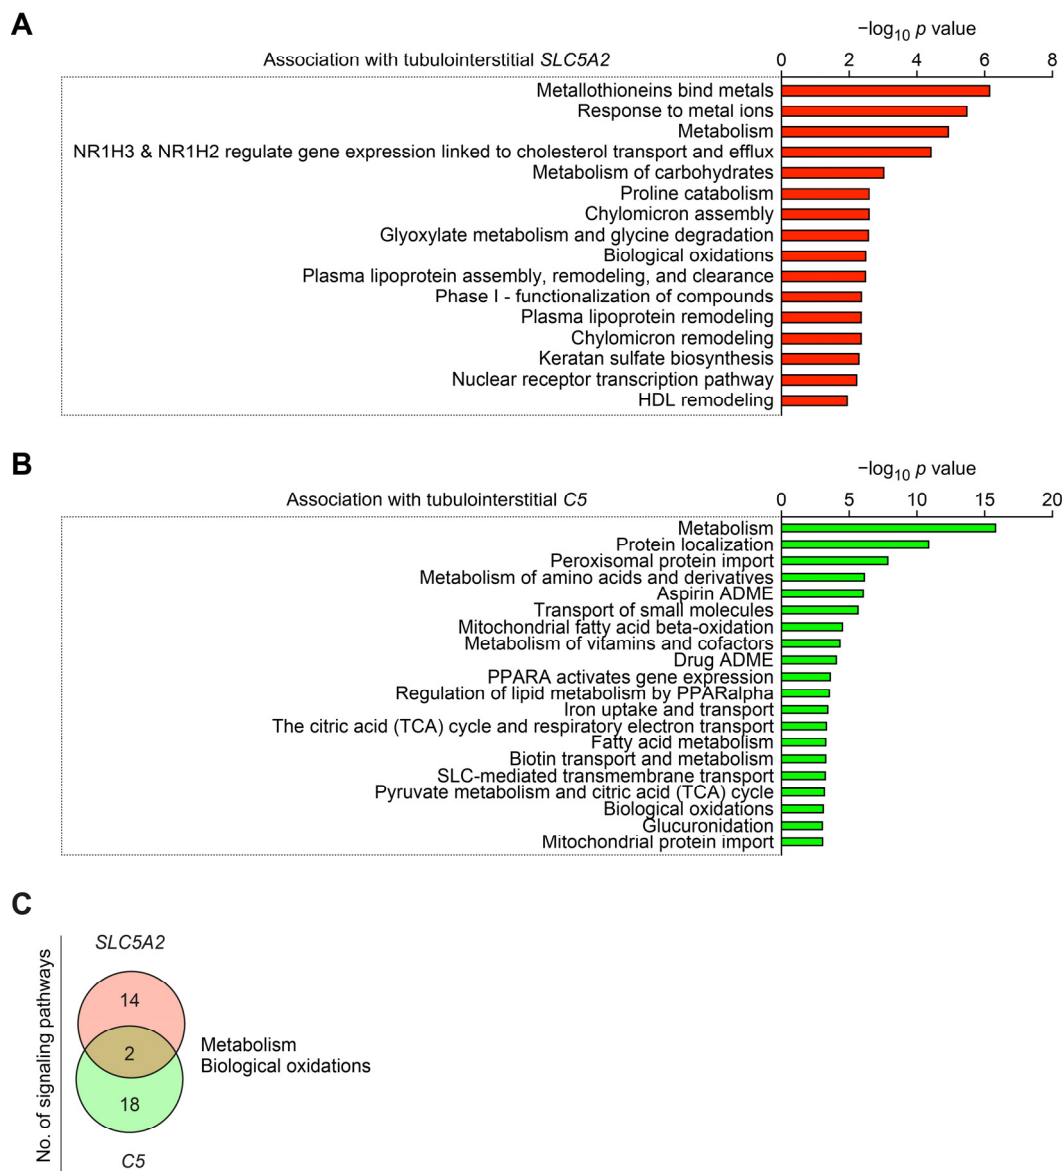 A
−log10 p value
Association with tubulointerstitial SLC5A2
0 2 4 6 8
Metallothioneins bind metals
Response to metal ions
Metabolism
NR1H3 & NR1H2 regulate gene expression linked to cholesterol transport and efflux
Metabolism of carbohydrates
Proline catabolism
Chylomicron assembly
Glyoxylate metabolism and glycine degradation
Biological oxidations
Plasma lipoprotein assembly, remodeling, and clearance
Phase I - functionalization of compounds
Plasma lipoprotein remodeling
Chylomicron remodeling
Keratan sulfate biosynthesis
Nuclear receptor transcription pathway
HDL remodeling
B
−log10 p value
Association with tubulointerstitial C5
0 5 10 15 20
Metabolism
Protein localization
Peroxisomal protein import
Metabolism of amino acids and derivatives
Aspirin ADME
Transport of small molecules
Mitochondrial fatty acid beta-oxidation
Metabolism of vitamins and cofactors
Drug ADME
PPARA activates gene expression
Regulation of lipid metabolism by PPARalpha
Iron uptake and transport
The citric acid (TCA) cycle and respiratory electron transport
Fatty acid metabolism
Biotin transport and metabolism
SLC-mediated transmembrane transport
Pyruvate metabolism and citric acid (TCA) cycle
Biological oxidations
Glucuronidation
Mitochondrial protein import
C
No. of signaling pathways
SLC5A2
14
2
18
C5
Metabolism
Biological oxidations